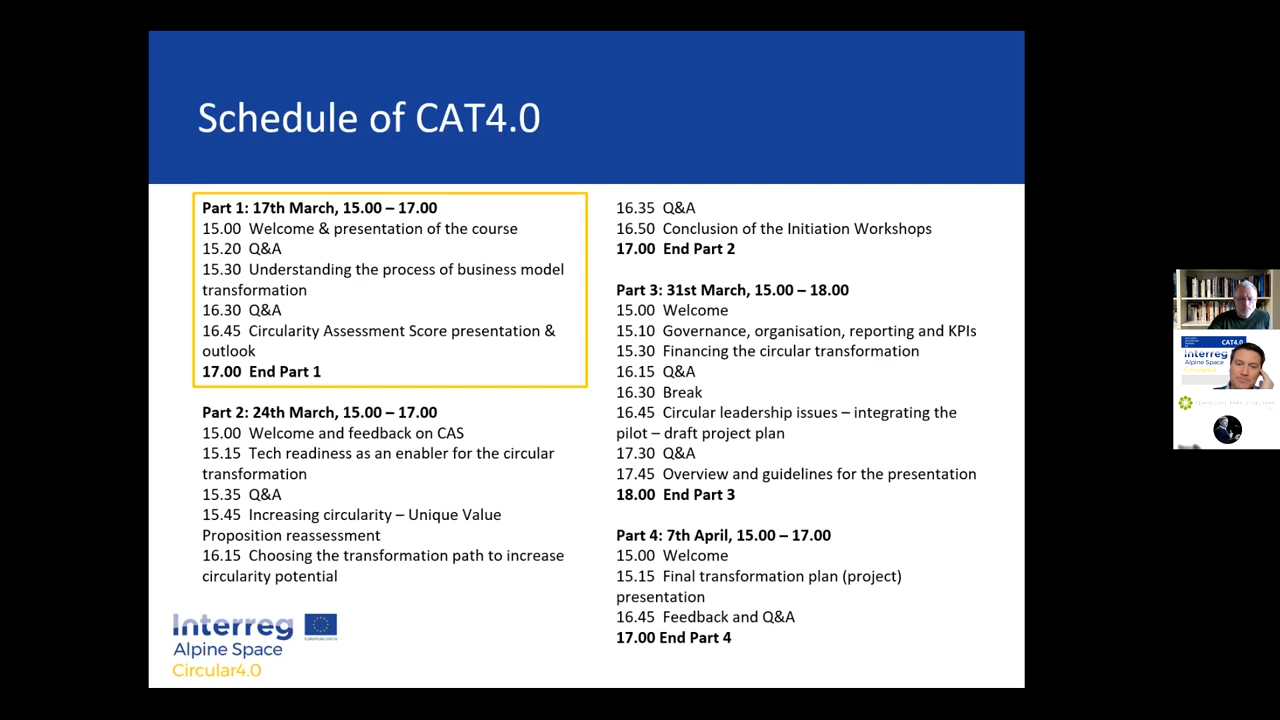 Schedule of CAT4.0
Part 1: 17th March, 15.00 – 17.00
15.00 Welcome & presentation of the course
15.20 Q&A
15.30 Understanding the process of business model
transformation
16.30 Q&A
16.45 Circularity Assessment Score presentation &
outlook
17.00 End Part 1
Part 2: 24th March, 15.00 – 17.00
15.00 Welcome and feedback on CAS
15.15 Tech readiness as an enabler for the circular
transformation
15.35 Q&A
15.45 Increasing circularity – Unique Value
Proposition reassessment
16.15 Choosing the transformation path to increase
circularity potential
16.35 Q&A
16.50 Conclusion of the Initiation Workshops
17.00 End Part 2
Part 3: 31st March, 15.00 – 18.00
15.00 Welcome
15.10 Governance, organisation, reporting and KPIs
15.30 Financing the circular transformation
16.15 Q&A
16.30 Break
16.45 Circular leadership issues – integrating the
pilot – draft project plan
17.30 Q&A
17.45 Overview and guidelines for the presentation
18.00 End Part 3
Part 4: 7th April, 15.00 – 17.00
15.00 Welcome
15.15 Final transformation plan (project)
presentation
16.45 Feedback and Q&A
17.00 End Part 4
Interreg
Alpine Space
Circular4.0
CAT4.0
Interreg
Alpine Space